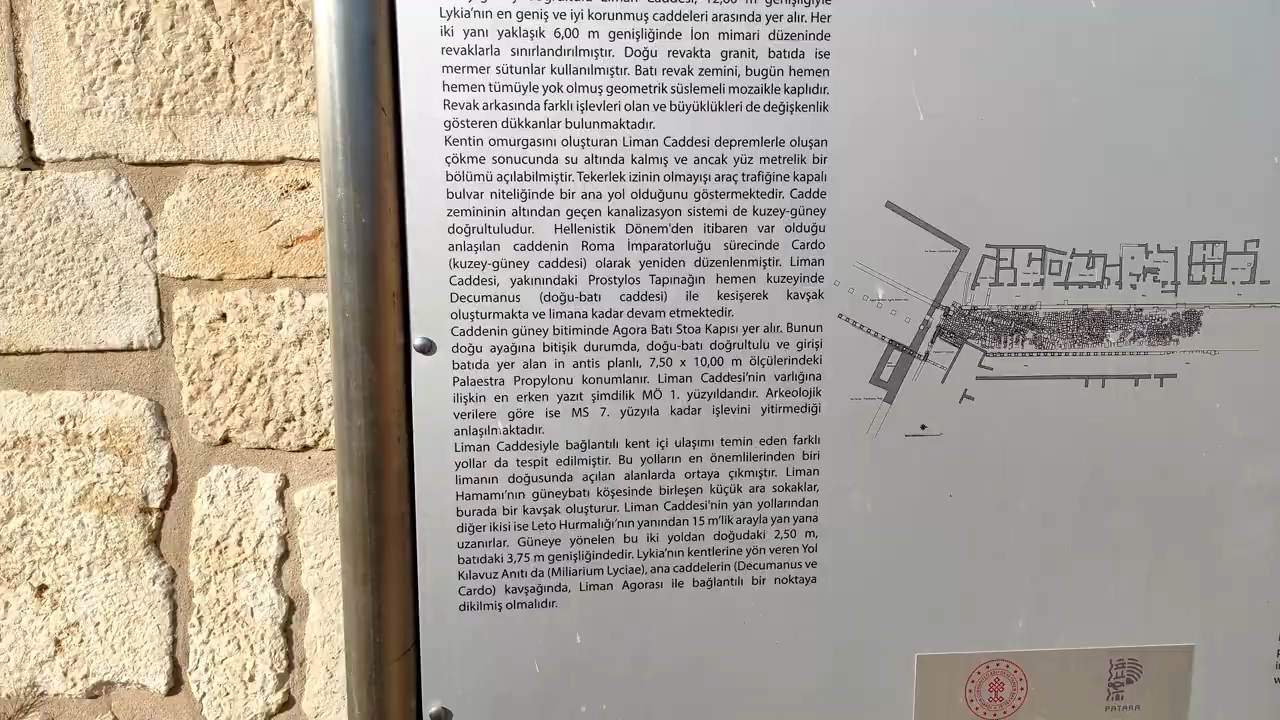 Liman Caddesi, 12,60 m genişliğiyle
Lykia'nın en geniş ve iyi korunmuş caddeleri arasında yer alır. Her
iki yanı yaklaşık 6,00 m genişliğinde İon mimari düzeninde
revaklarla sınırlandırılmıştır. Doğu revakta granit, batıda ise
mermer sütunlar kullanılmıştır. Batı revak zemini, bugün hemen
hemen tümüyle yok olmuş geometrik süslemeli mozaikle kaplıdır.
Revak arkasında farklı işlevleri olan ve büyüklükleri de değişkenlik
gösteren dükkanlar bulunmaktadır.
Kentin omurgasını oluşturan Liman Caddesi depremlerle oluşan
çökme sonucunda su altında kalmış ve ancak yüz metrelik bir
bölümü açılabilmiştir. Tekerlek izinin olmayışı araç trafiğine kapalı
bulvar niteliğinde bir ana yol olduğunu göstermektedir. Cadde
zemininin altından geçen kanalizasyon sistemi de kuzey-güney
doğrultuludur. Hellenistik Dönem'den itibaren var olduğu
anlaşılan caddenin Roma İmparatorluğu sürecinde Cardo
(kuzey-güney caddesi) olarak yeniden düzenlenmiştir. Liman
Caddesi, yakınındaki Prostylos Tapınağın hemen kuzeyinde
Decumanus (doğu-batı caddesi) ile kesişerek kavşak
oluşturmakta ve limana kadar devam etmektedir.
Caddenin güney bitiminde Agora Batı Stoa Kapısı yer alır. Bunun
doğu ayağına bitişik durumda, doğu-batı doğrultulu ve girişi
batıda yer alan in antis planlı, 7,50 x 10,00 m ölçülerindeki
Palaestra Propylonu konumlanır. Liman Caddesi'nin varlığına
ilişkin en erken yazıt şimdilik MÖ 1. yüzyıldandır. Arkeolojik
verilere göre ise MS 7. yüzyıla kadar işlevini yitirmediği
anlaşılmaktadır.
Liman Caddesiyle bağlantılı kent içi ulaşımı temin eden farklı
yollar da tespit edilmiştir. Bu yolların en önemlilerinden biri
limanın doğusunda açılan alanlarda ortaya çıkmıştır. Liman
Hamamı'nın güneybatı köşesinde birleşen küçük ara sokaklar,
burada bir kavşak oluşturur. Liman Caddesi'nin yan yollarından
diğer ikisi ise Leto Hurmalığı'nın yanından 15 m'lik arayla yan yana
uzanırlar. Güneye yönelen bu iki yoldan doğudaki 2,50 m,
batıdaki 3,75 m genişliğindedir. Lykia'nın kentlerine yön veren Yol
Kılavuz Anıtı da (Miliarium Lyciae), ana caddelerin (Decumanus ve
Cardo) kavşağında, Liman Agorası ile bağlantılı bir noktaya
dikilmiş olmalıdır.
PATARA